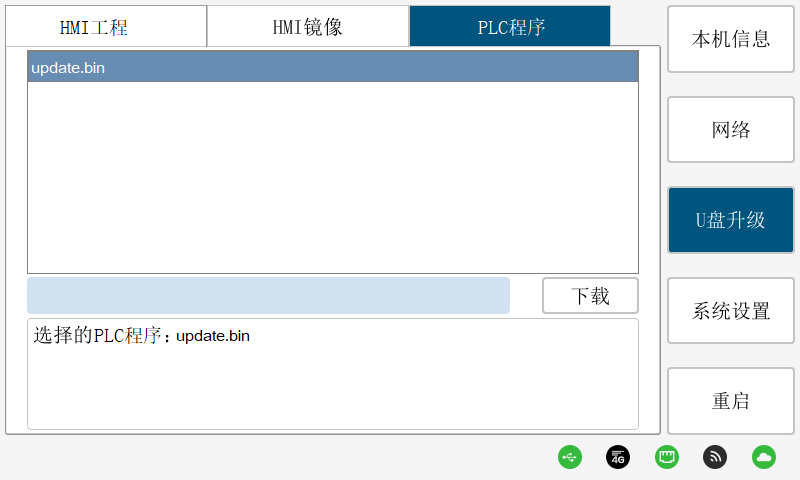 HMI工程
HMI镜像
PLC程序
update.bin
下载
选择的PLC程序：update.bin
本机信息
网络
U盘升级
系统设置
重启
4G